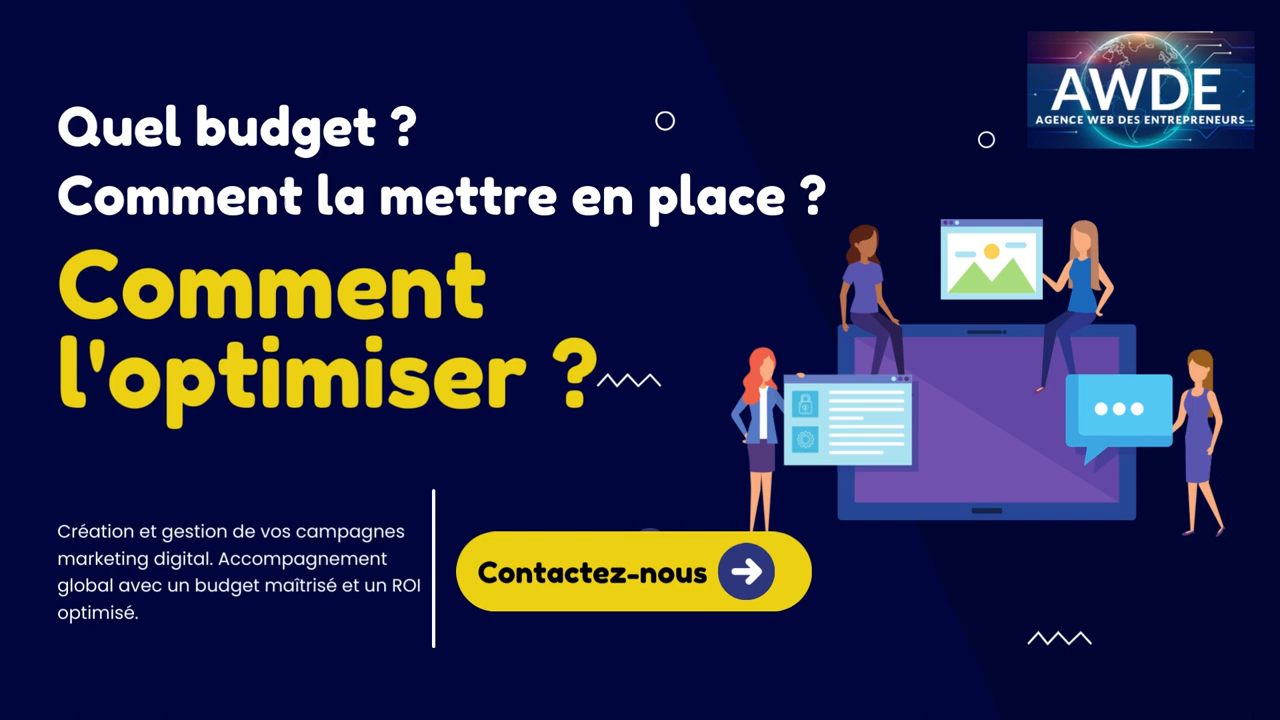 AWDE
AGENCE WEB DES ENTREPRENEURS
Quel budget ?
Comment la mettre en place ?
Comment
l'optimiser ?
Création et gestion de vos campagnes
marketing digital. Accompagnement
global avec un budget maîtrisé et un ROI
optimisé.
Contactez-nous